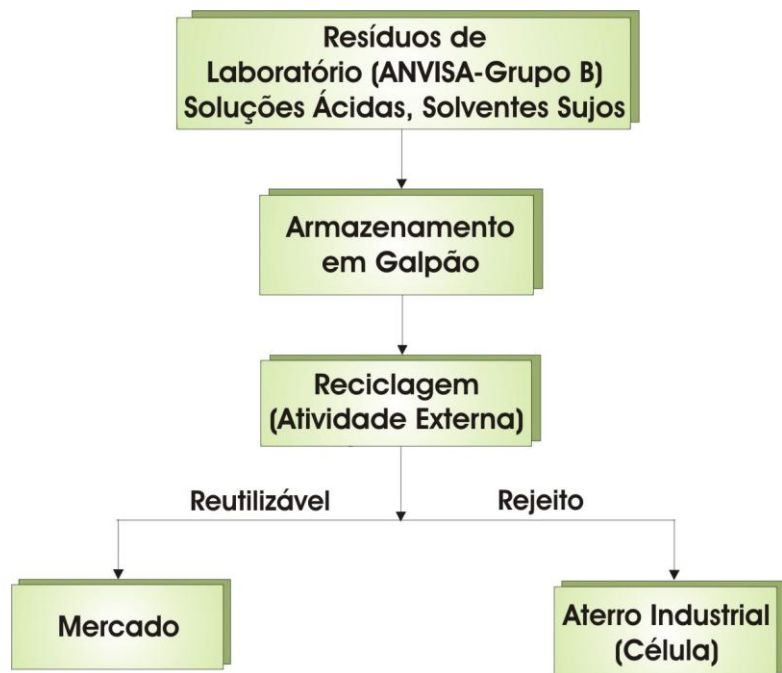 Resíduos de
Laboratório (ANVISA-Grupo B)
Soluções Ácidas, Solventes Sujos
Armazenamento
em Galpão
Reciclagem
(Atividade Externa)
Reutilizável
Rejeito
Mercado
Aterro Industrial
(Célula)